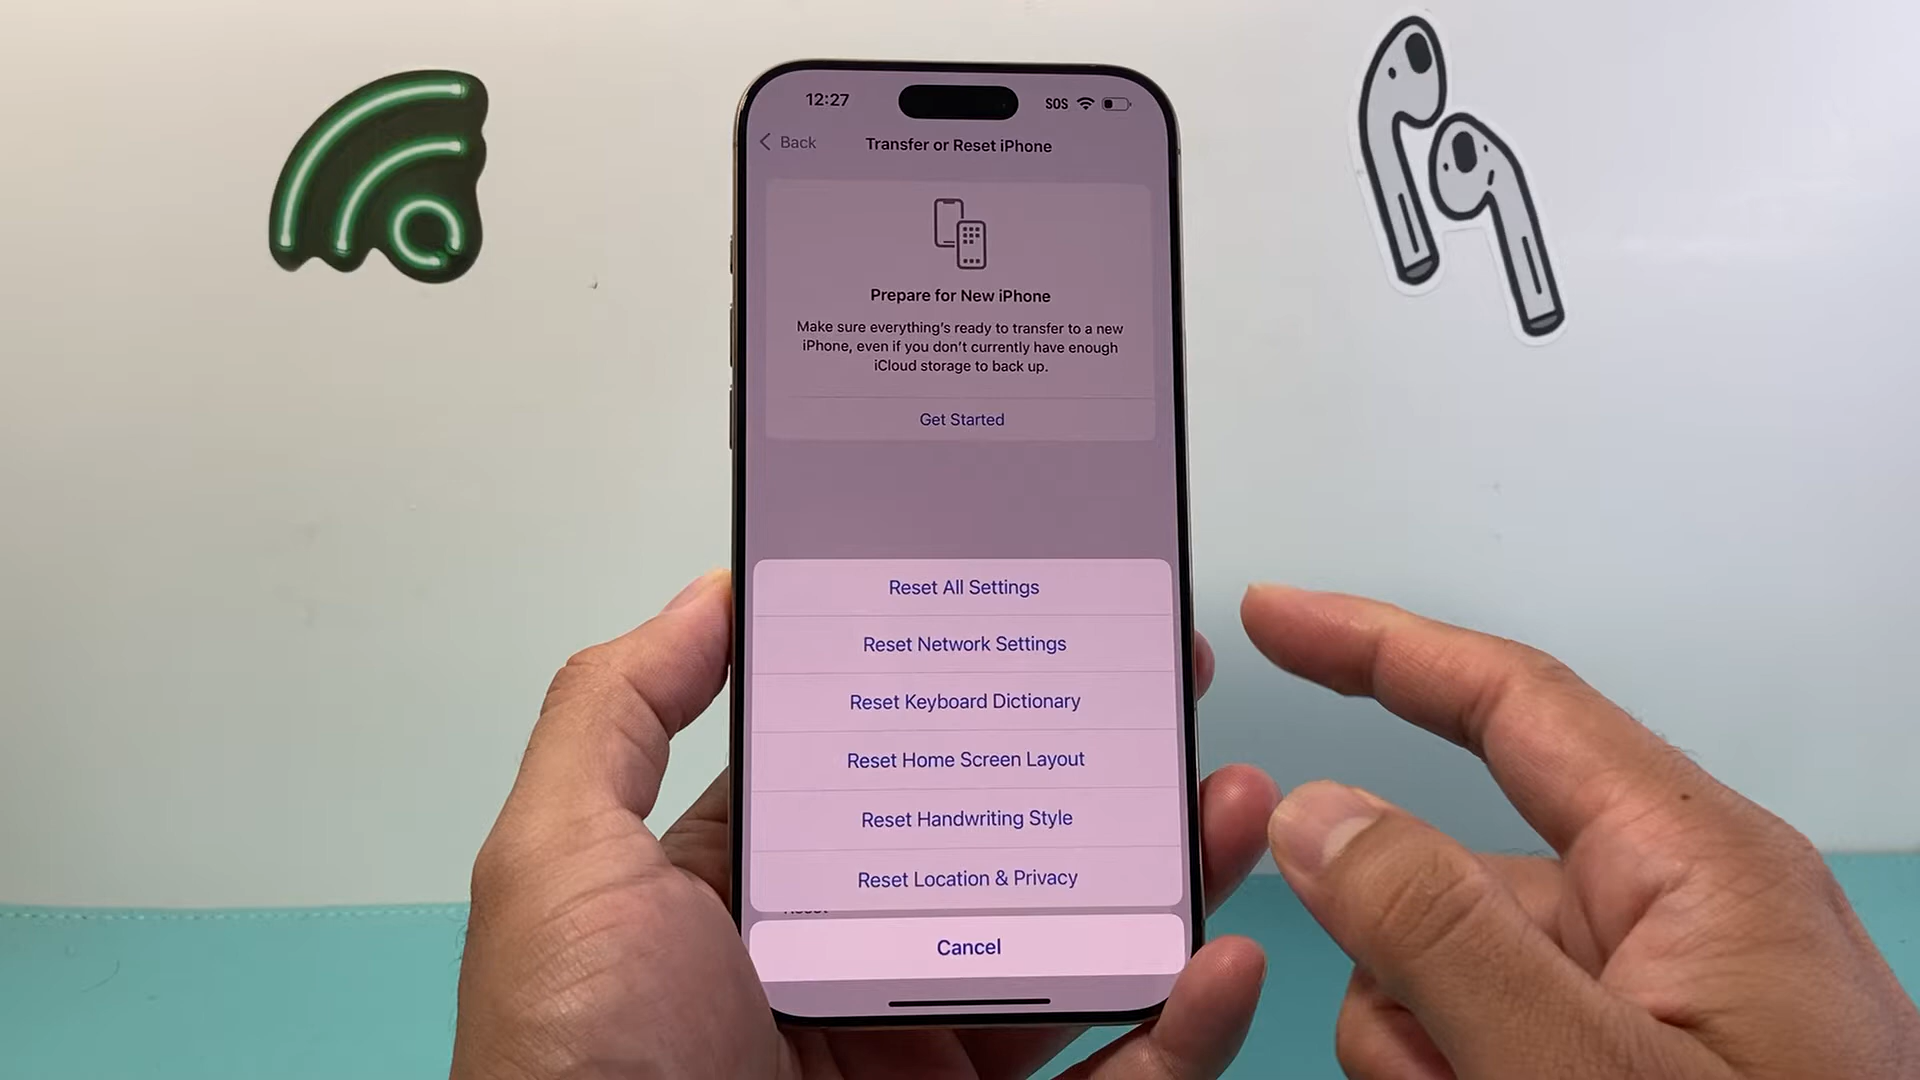 12:27
SOS
Back
Transfer or Reset iPhone
Prepare for New iPhone
Make sure everything's ready to transfer to a new
iPhone, even if you don't currently have enough
iCloud storage to back up.
Get Started
Reset All Settings
Reset Network Settings
Reset Keyboard Dictionary
Reset Home Screen Layout
Reset Handwriting Style
Reset Location & Privacy
Reset
Cancel